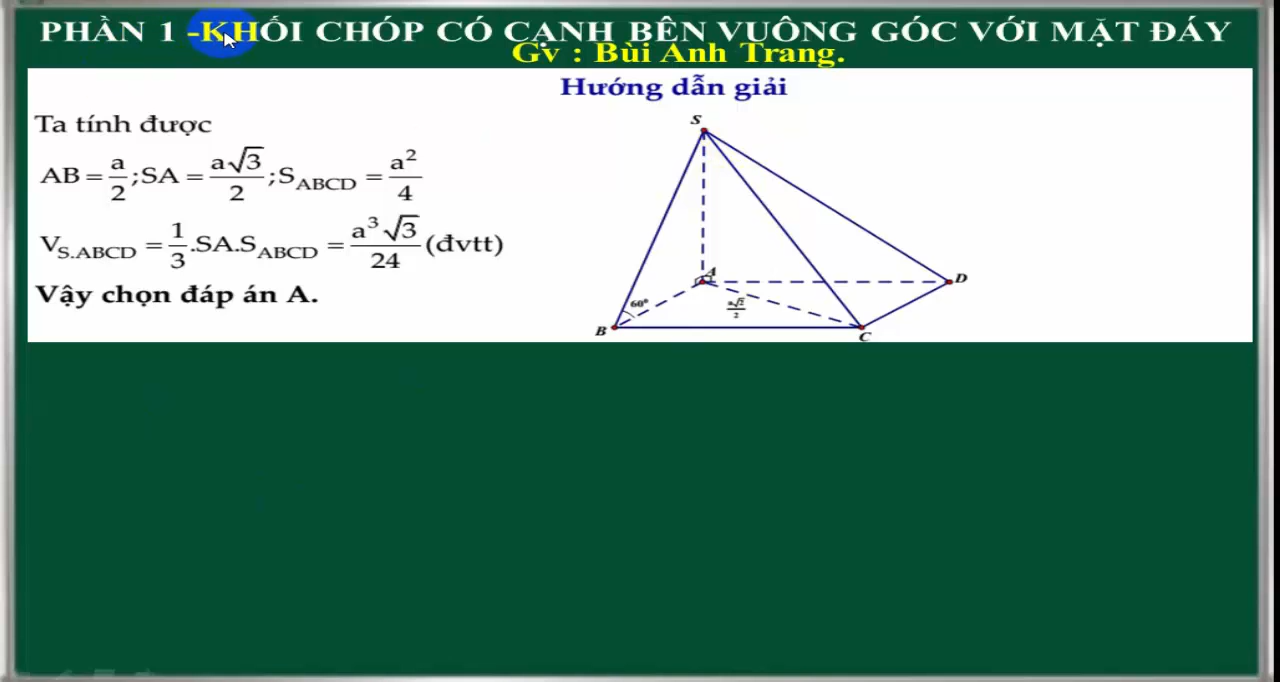 PHẦN 1 -KHỐI CHÓP CÓ CẠNH BÊN VUÔNG GÓC VỚI MẶT ĐÁY
Gv : Bùi Anh Trang.
Hướng dẫn giải
Ta tính được
AB = a/2 ; SA = a√3/2 ; S_ABCD = a²/4
V_S.ABCD = 1/3 .SA.S_ABCD = a³√3/24 (đvtt)
Vậy chọn đáp án A.
S
A
D
60°
a√2/2
B
C